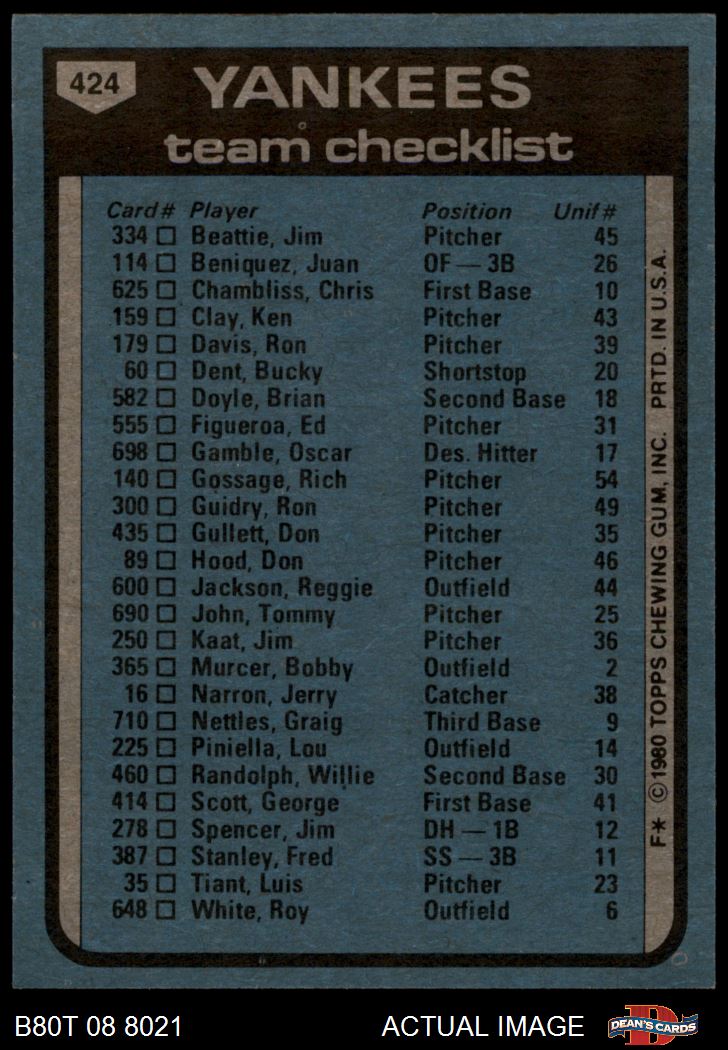 424
YANKEES
team checklist
Card # Player Position Unif #
334 □ Beattie, Jim Pitcher 45
114 □ Beniquez, Juan OF — 3B 26
625 □ Chambliss, Chris First Base 10
159 □ Clay, Ken Pitcher 43
179 □ Davis, Ron Pitcher 39
60 □ Dent, Bucky Shortstop 20
582 □ Doyle, Brian Second Base 18
555 □ Figueroa, Ed Pitcher 31
698 □ Gamble, Oscar Des. Hitter 17
140 □ Gossage, Rich Pitcher 54
300 □ Guidry, Ron Pitcher 49
435 □ Gullett, Don Pitcher 35
89 □ Hood, Don Pitcher 46
600 □ Jackson, Reggie Outfield 44
690 □ John, Tommy Pitcher 25
250 □ Kaat, Jim Pitcher 36
365 □ Murcer, Bobby Outfield 2
16 □ Narron, Jerry Catcher 38
710 □ Nettles, Graig Third Base 9
225 □ Piniella, Lou Outfield 14
460 □ Randolph, Willie Second Base 30
414 □ Scott, George First Base 41
278 □ Spencer, Jim DH — 1B 12
387 □ Stanley, Fred SS — 3B 11
35 □ Tiant, Luis Pitcher 23
648 □ White, Roy Outfield 6
F* © 1980 TOPPS CHEWING GUM, INC. PRTD. IN U.S.A.
B80T 08 8021 ACTUAL IMAGE
DEAN'S CARDS